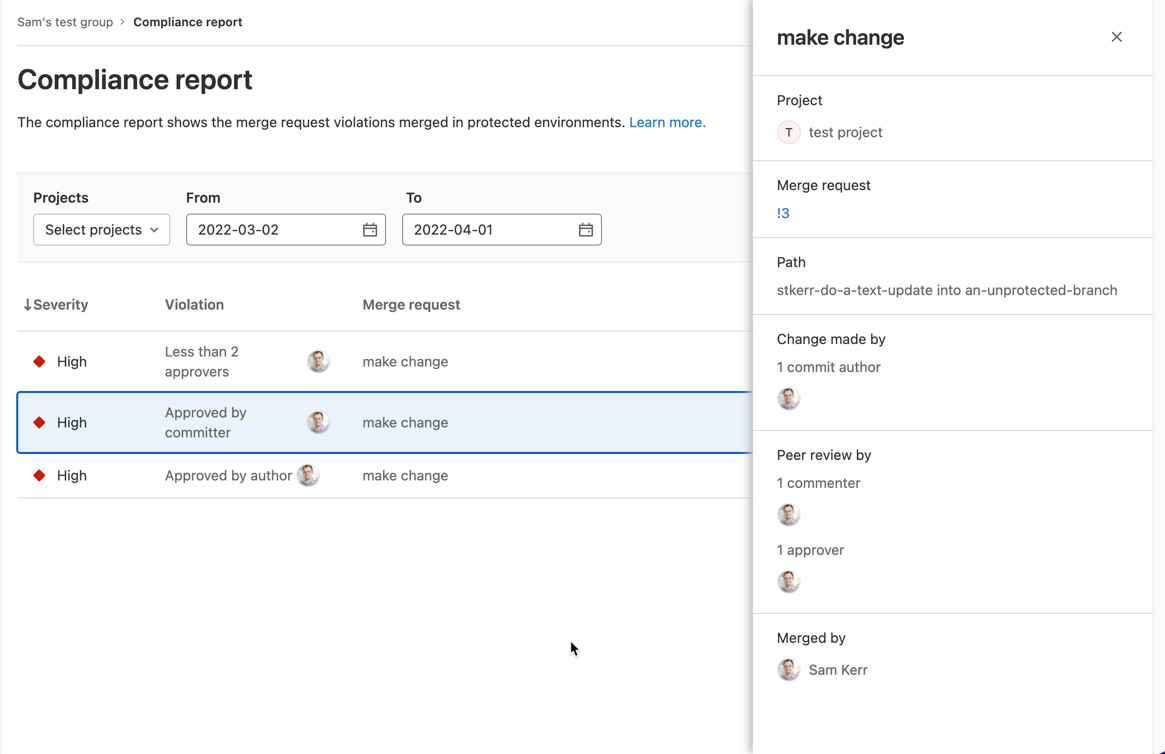 Sam's test group › Compliance report
Compliance report
The compliance report shows the merge request violations merged in protected environments. Learn more.
Projects
From
To
Select projects
2022-03-02
2022-04-01
Severity
Violation
Merge request
High
Less than 2
approvers
make change
High
Approved by
committer
make change
High
Approved by author
make change
make change
Project
T test project
Merge request
!3
Path
stkerr-do-a-text-update into an-unprotected-branch
Change made by
1 commit author
Peer review by
1 commenter
1 approver
Merged by
Sam Kerr